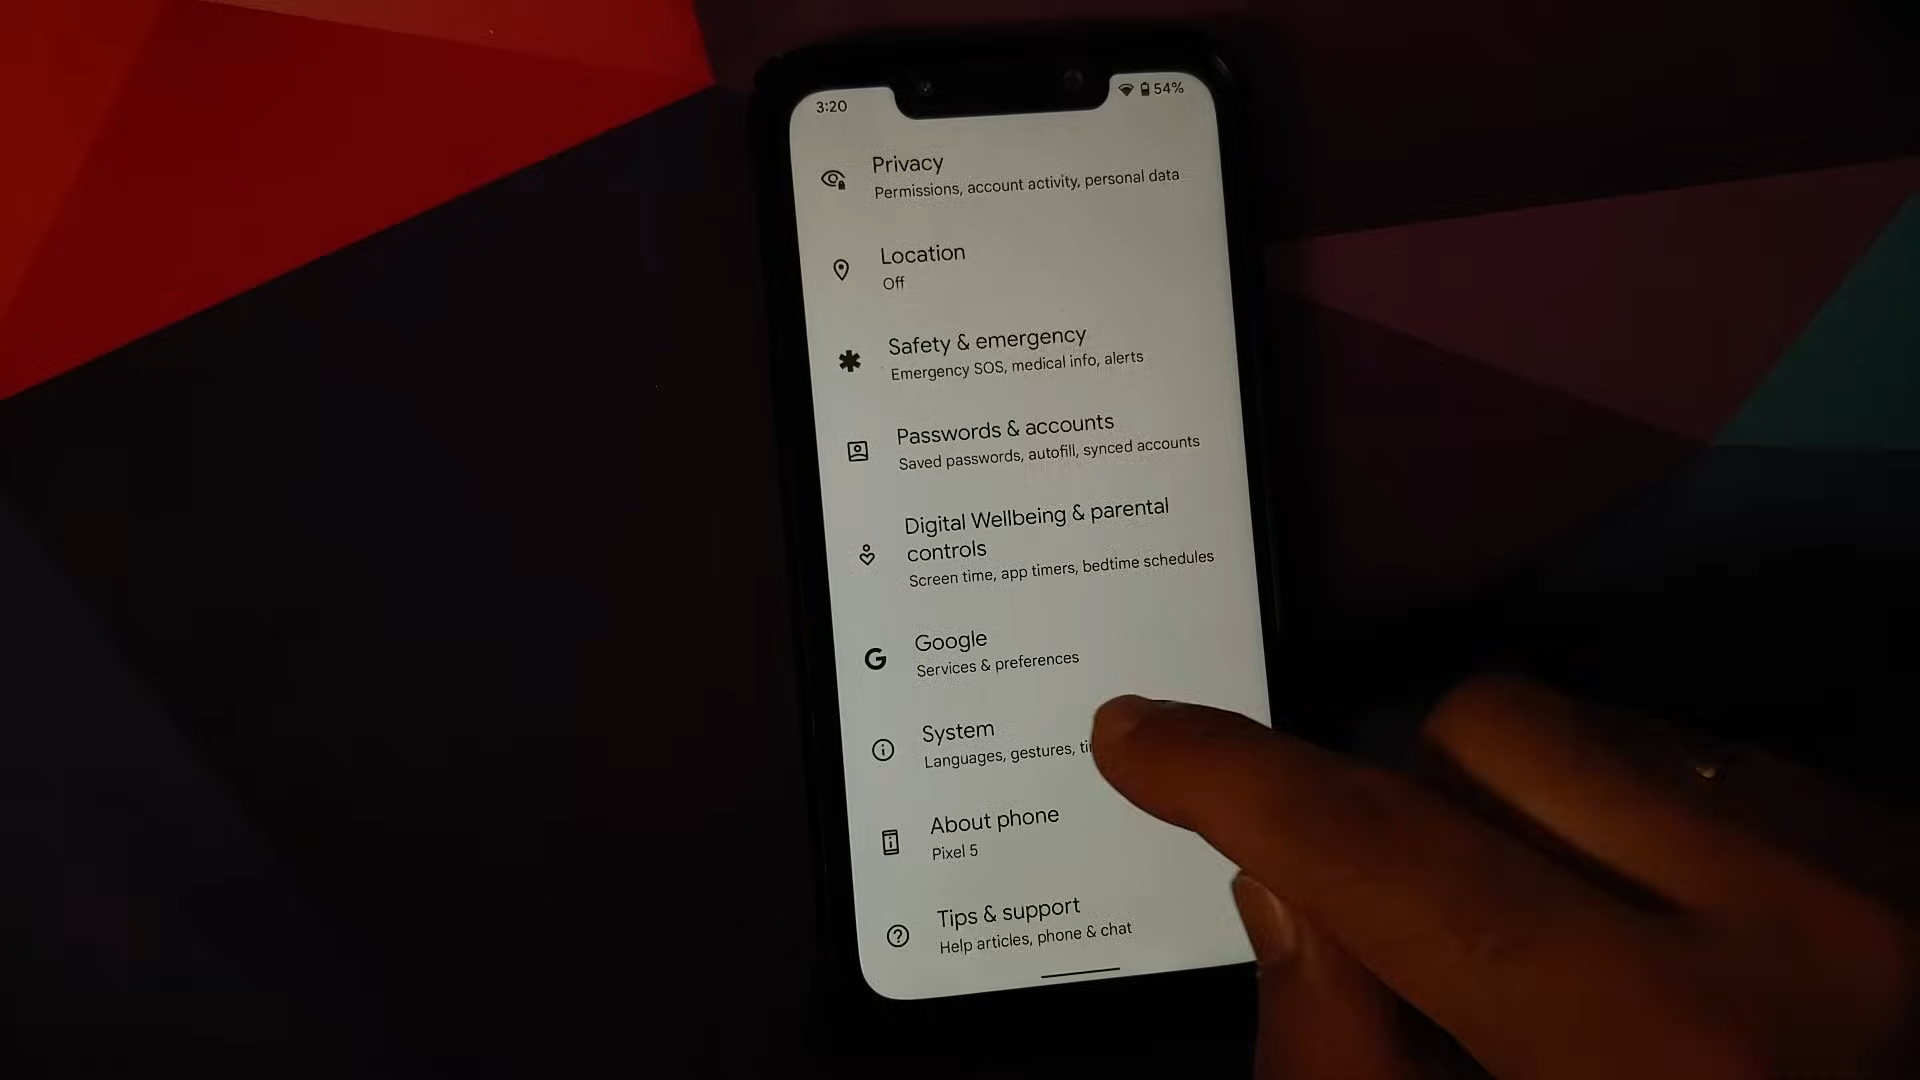 3:20
54%
Privacy
Permissions, account activity, personal data
Location
Off
Safety & emergency
Emergency SOS, medical info, alerts
Passwords & accounts
Saved passwords, autofill, synced accounts
Digital Wellbeing & parental
controls
Screen time, app timers, bedtime schedules
Google
Services & preferences
System
Languages, gestures,
About phone
Pixel 5
Tips & support
Help articles, phone & chat